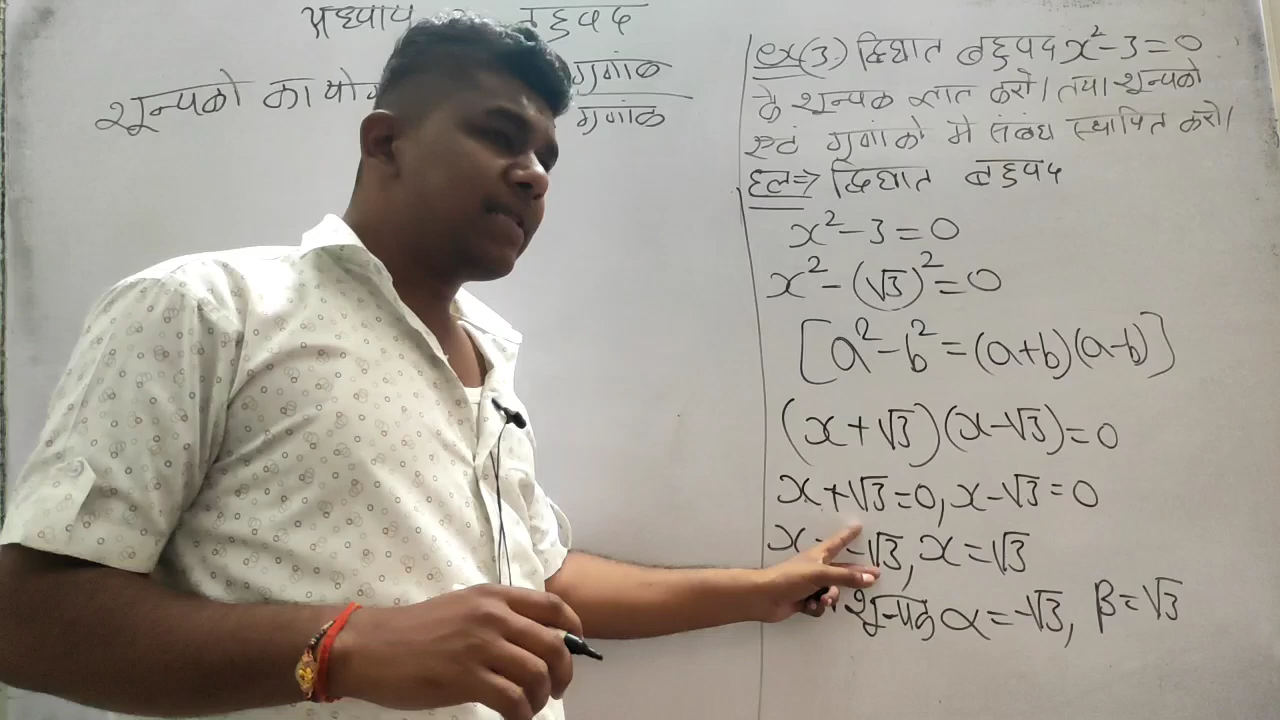 अध्याय बहुपद
शून्यको का योग गुणांक
गुणांक
ex(3.) द्विघात बहुपद x²-3=0
के शून्यक ज्ञात करो। तथा शून्यको
एवं गुणांको मे संबंध स्थापित करो।
हल⇒ द्विघात बहुपद
x²-3=0
x²-(√3)²=0
[a²-b²=(a+b)(a-b)]
(x+√3)(x-√3)=0
x+√3=0, x-√3=0
x=-√3, x=√3
शून्यक α=-√3, β=√3